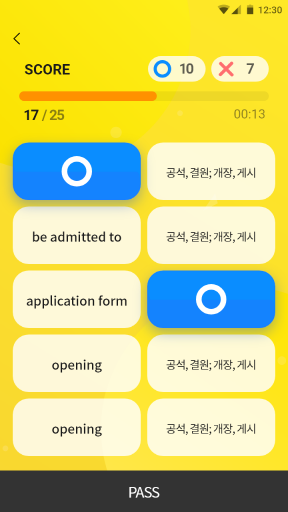 12:30
SCORE
10
7
17 / 25
00:13
공석, 결원; 개장, 게시
be admitted to
공석, 결원; 개장, 게시
application form
opening
공석, 결원; 개장, 게시
opening
공석, 결원; 개장, 게시
PASS